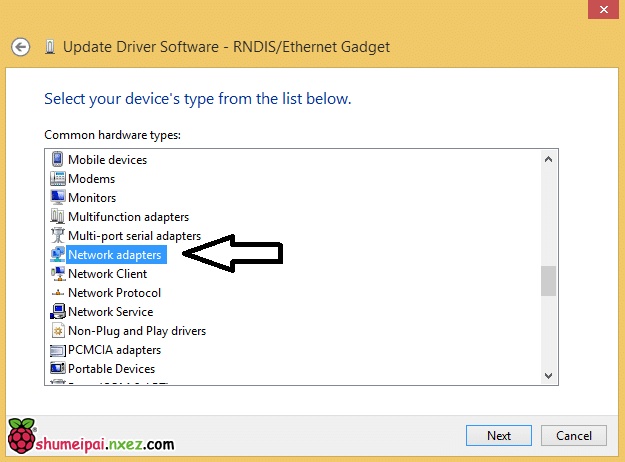 Update Driver Software - RNDIS/Ethernet Gadget
Select your device's type from the list below.
Common hardware types:
Mobile devices
Modems
Monitors
Multifunction adapters
Multi-port serial adapters
Network adapters
Network Client
Network Protocol
Network Service
Non-Plug and Play drivers
PCMCIA adapters
Portable Devices
shumeipai.nxez.com
Next
Cancel